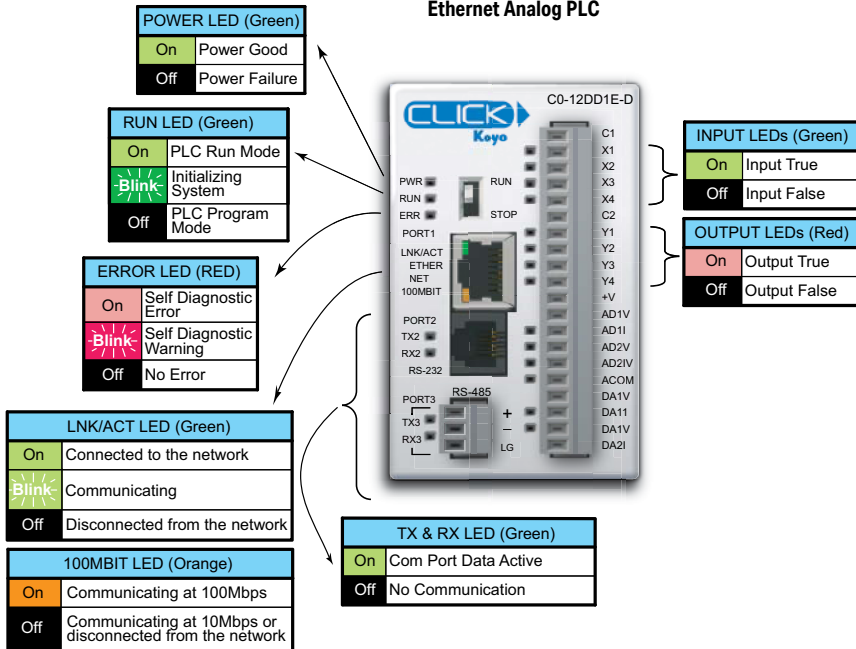 Ethernet Analog PLC
POWER LED (Green)
On Power Good
Off Power Failure
RUN LED (Green)
On PLC Run Mode
Blink Initializing
System
Off PLC Program
Mode
ERROR LED (RED)
On Self Diagnostic
Error
Blink Self Diagnostic
Warning
Off No Error
LNK/ACT LED (Green)
On Connected to the network
Blink Communicating
Off Disconnected from the network
100MBIT LED (Orange)
On Communicating at 100Mbps
Off Communicating at 10Mbps or
disconnected from the network
CLICK
Koyo
C0-12DD1E-D
PWR
RUN
ERR
RUN
STOP
PORT1
LNK/ACT
ETHER
NET
100MBIT
PORT2
TX2
RX2
RS-232
PORT3
RS-485
TX3
RX3
+
–
LG
C1
X1
X2
X3
X4
C2
Y1
Y2
Y3
Y4
+V
AD1V
AD1I
AD2V
AD2IV
ACOM
DA1V
DA11
DA1V
DA2I
INPUT LEDs (Green)
On Input True
Off Input False
OUTPUT LEDs (Red)
On Output True
Off Output False
TX & RX LED (Green)
On Com Port Data Active
Off No Communication